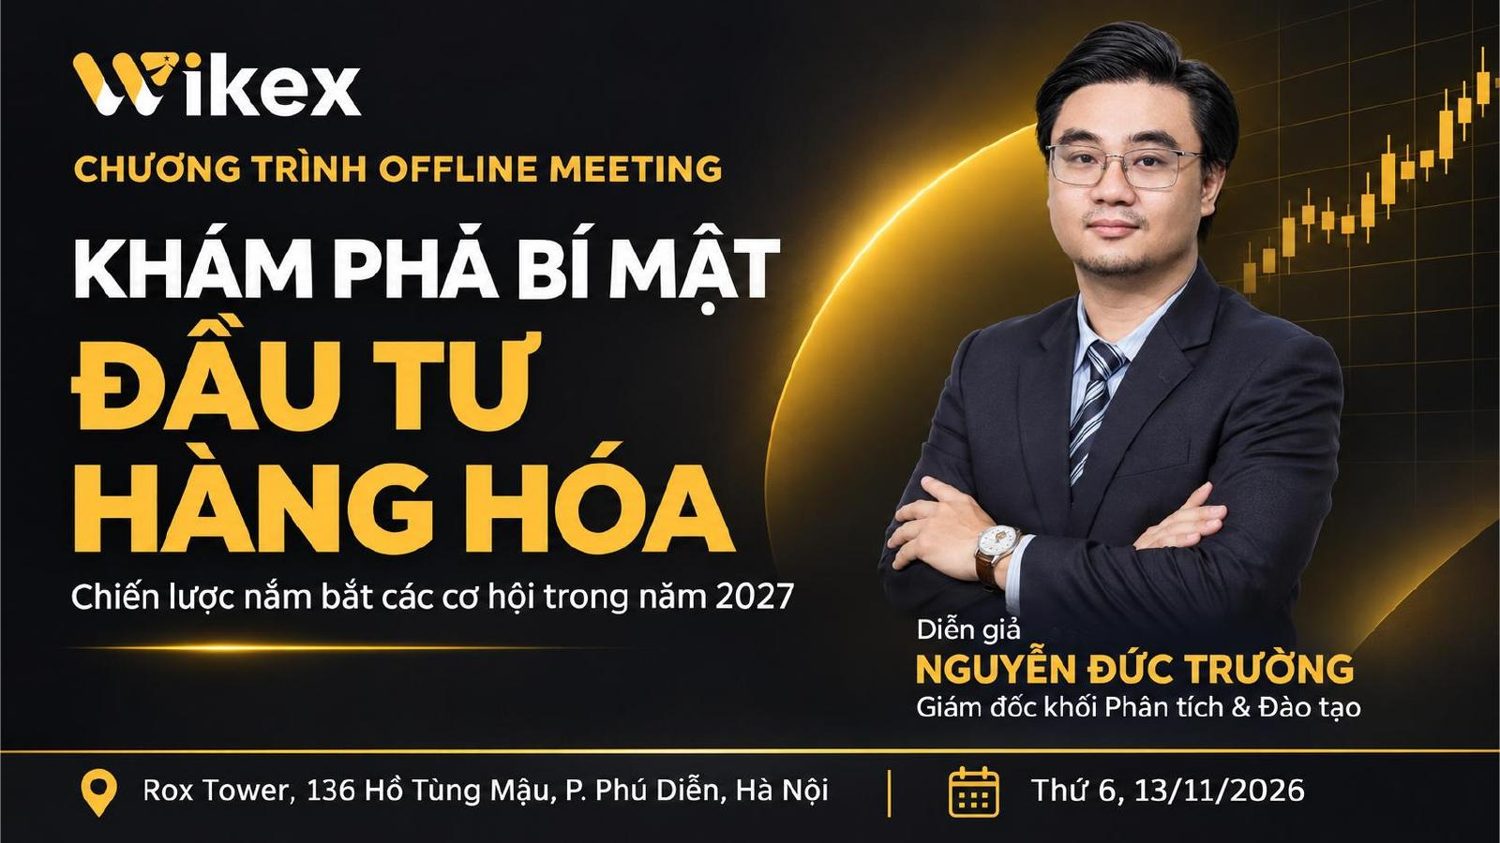 Wikex
CHƯƠNG TRÌNH OFFLINE MEETING
KHÁM PHÁ BÍ MẬT
ĐẦU TƯ
HÀNG HÓA
Chiến lược nắm bắt các cơ hội trong năm 2027
Diễn giả
NGUYỄN ĐỨC TRƯỜNG
Giám đốc khối Phân tích & Đào tạo
Rox Tower, 136 Hồ Tùng Mậu, P. Phú Diễn, Hà Nội
Thứ 6, 13/11/2026